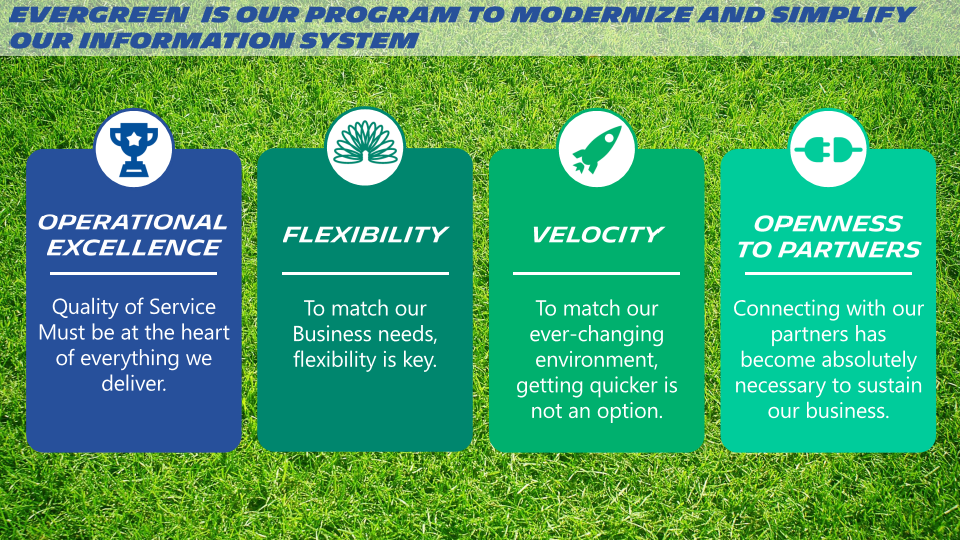 EVERGREEN IS OUR PROGRAM TO MODERNIZE AND SIMPLIFY
OUR INFORMATION SYSTEM
OPERATIONAL
EXCELLENCE
Quality of Service
Must be at the heart
of everything we
deliver.
FLEXIBILITY
To match our
Business needs,
flexibility is key.
VELOCITY
To match our
ever-changing
environment,
getting quicker is
not an option.
OPENNESS
TO PARTNERS
Connecting with our
partners has
become absolutely
necessary to sustain
our business.